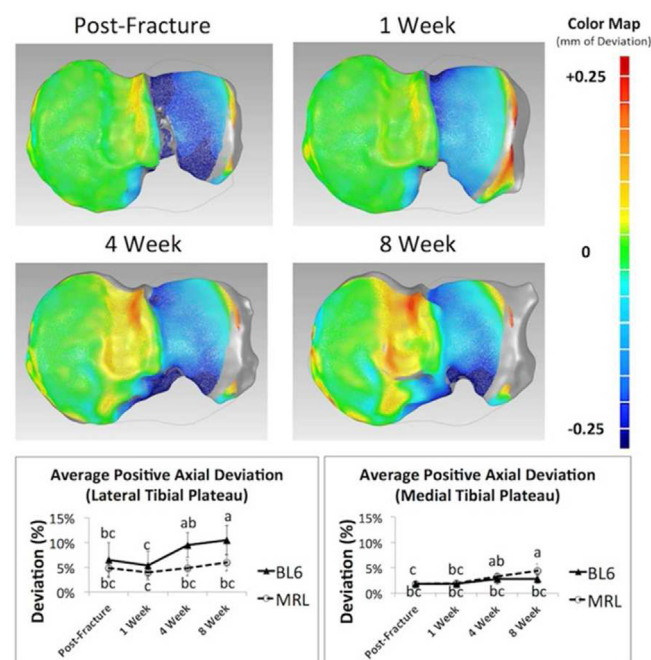 Post-Fracture
1 Week
Color Map
(mm of Deviation)
+0.25
0
-0.25
4 Week
8 Week
Average Positive Axial Deviation
(Lateral Tibial Plateau)
Deviation (%)
15%
10%
5%
0%
bc
c
ab
a
bc
c
bc
bc
Post-Fracture
1 Week
4 Week
8 Week
BL6
MRL
Average Positive Axial Deviation
(Medial Tibial Plateau)
Deviation (%)
15%
10%
5%
0%
c
bc
ab
a
bc
bc
bc
bc
Post-Fracture
1 Week
4 Week
8 Week
BL6
MRL